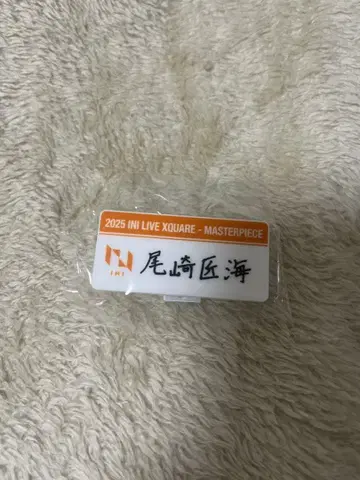 2025 INI LIVE XQUARE - MASTERPIECE
INI
尾崎匠海